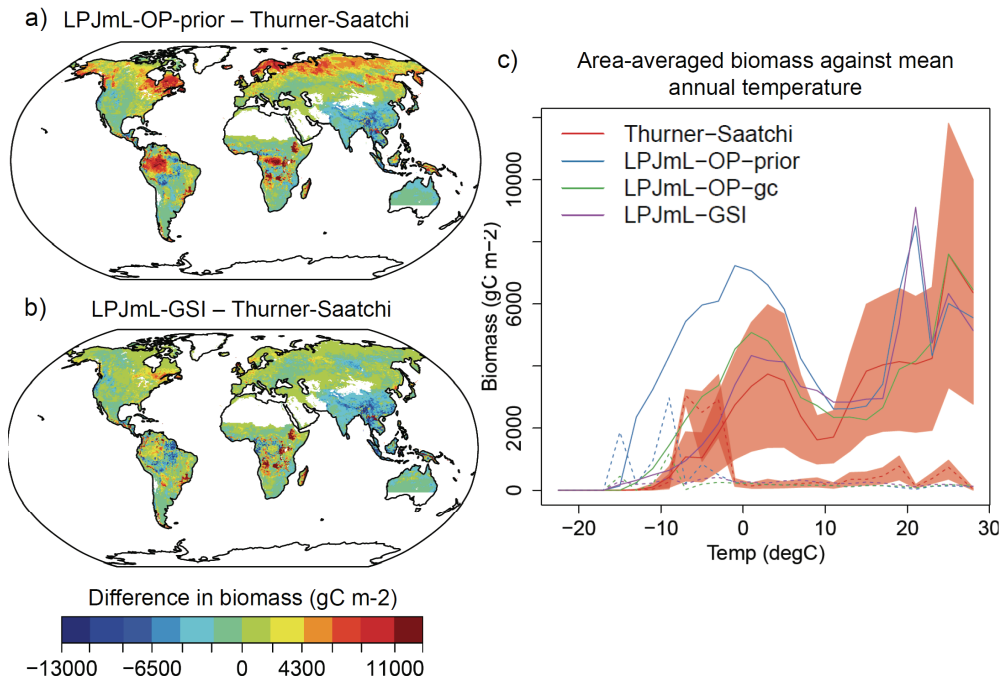 a) LPJmL-OP-prior – Thurner-Saatchi
b) LPJmL-GSI – Thurner-Saatchi
Difference in biomass (gC m-2)
−13000 −6500 0 4300 11000
c) Area-averaged biomass against mean
annual temperature
Thurner−Saatchi
LPJmL−OP−prior
LPJmL−OP−gc
LPJmL−GSI
Biomass (gC m−2)
0 2000 6000 10000
−20 −10 0 10 20 30
Temp (degC)